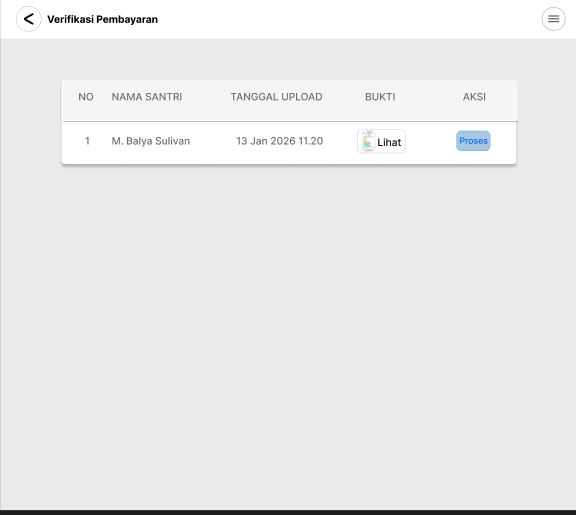 Verifikasi Pembayaran
NO NAMA SANTRI TANGGAL UPLOAD BUKTI AKSI
1 M. Balya Sulivan 13 Jan 2026 11.20 Lihat Proses